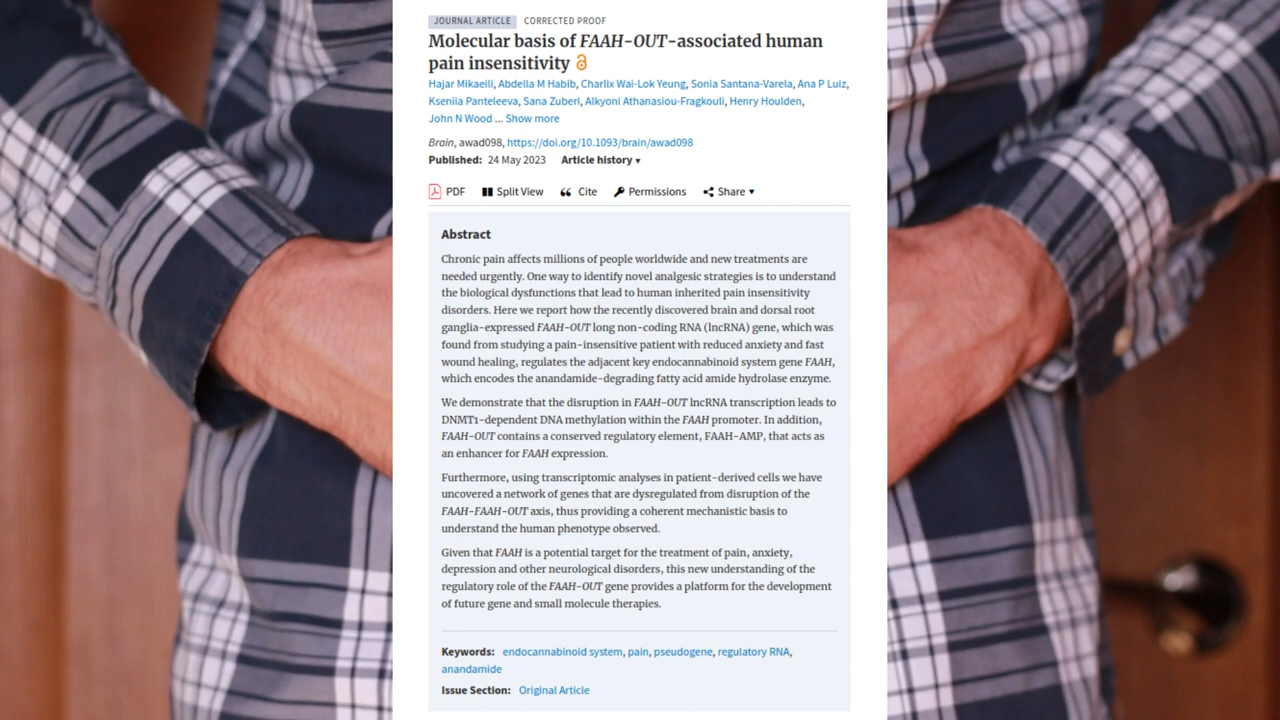 JOURNAL ARTICLE CORRECTED PROOF
Molecular basis of FAAH-OUT-associated human
pain insensitivity
Hajar Mikaeili, Abdella M Habib, Charlix Wai-Lok Yeung, Sonia Santana-Varela, Ana P Luiz,
Kseniia Panteleeva, Sana Zuberi, Alkyoni Athanasiou-Fragkouli, Henry Houlden,
John N Wood ... Show more
Brain, awad098, https://doi.org/10.1093/brain/awad098
Published: 24 May 2023 Article history ▾
PDF Split View Cite Permissions Share ▾
Abstract
Chronic pain affects millions of people worldwide and new treatments are
needed urgently. One way to identify novel analgesic strategies is to understand
the biological dysfunctions that lead to human inherited pain insensitivity
disorders. Here we report how the recently discovered brain and dorsal root
ganglia-expressed FAAH-OUT long non-coding RNA (lncRNA) gene, which was
found from studying a pain-insensitive patient with reduced anxiety and fast
wound healing, regulates the adjacent key endocannabinoid system gene FAAH,
which encodes the anandamide-degrading fatty acid amide hydrolase enzyme.
We demonstrate that the disruption in FAAH-OUT lncRNA transcription leads to
DNMT1-dependent DNA methylation within the FAAH promoter. In addition,
FAAH-OUT contains a conserved regulatory element, FAAH-AMP, that acts as
an enhancer for FAAH expression.
Furthermore, using transcriptomic analyses in patient-derived cells we have
uncovered a network of genes that are dysregulated from disruption of the
FAAH-FAAH-OUT axis, thus providing a coherent mechanistic basis to
understand the human phenotype observed.
Given that FAAH is a potential target for the treatment of pain, anxiety,
depression and other neurological disorders, this new understanding of the
regulatory role of the FAAH-OUT gene provides a platform for the development
of future gene and small molecule therapies.
Keywords: endocannabinoid system, pain, pseudogene, regulatory RNA,
anandamide
Issue Section: Original Article